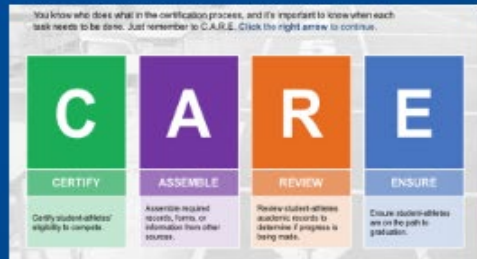 You know who does what in the certification process, and it's important to know when each
task needs to be done. Just remember to C.A.R.E. Click the right arrow to continue.
C A R E
CERTIFY ASSEMBLE REVIEW ENSURE
Certify student-athletes'
eligibility to compete.
Assemble required
records, forms, or
information from other
sources.
Review student-athletes
academic records to
determine if progress is
being made.
Ensure student-athletes
are on the path to
graduation.